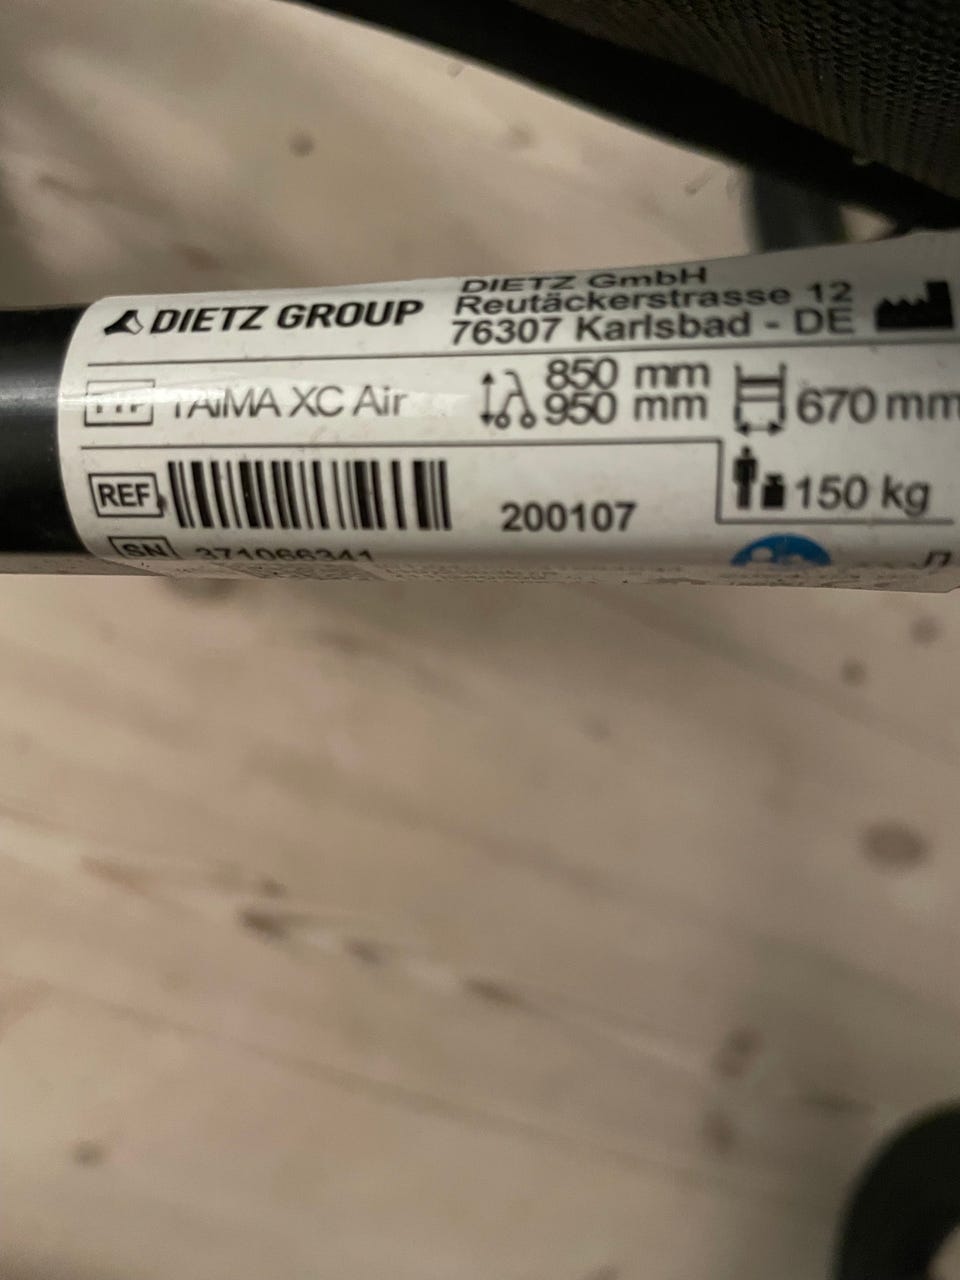 DIETZ GROUP
DIETZ GmbH
Reutäckerstrasse 12
76307 Karlsbad - DE
TAIMA XC Air
850 mm
950 mm
670 mm
REF
200107
150 kg
SN 371066341